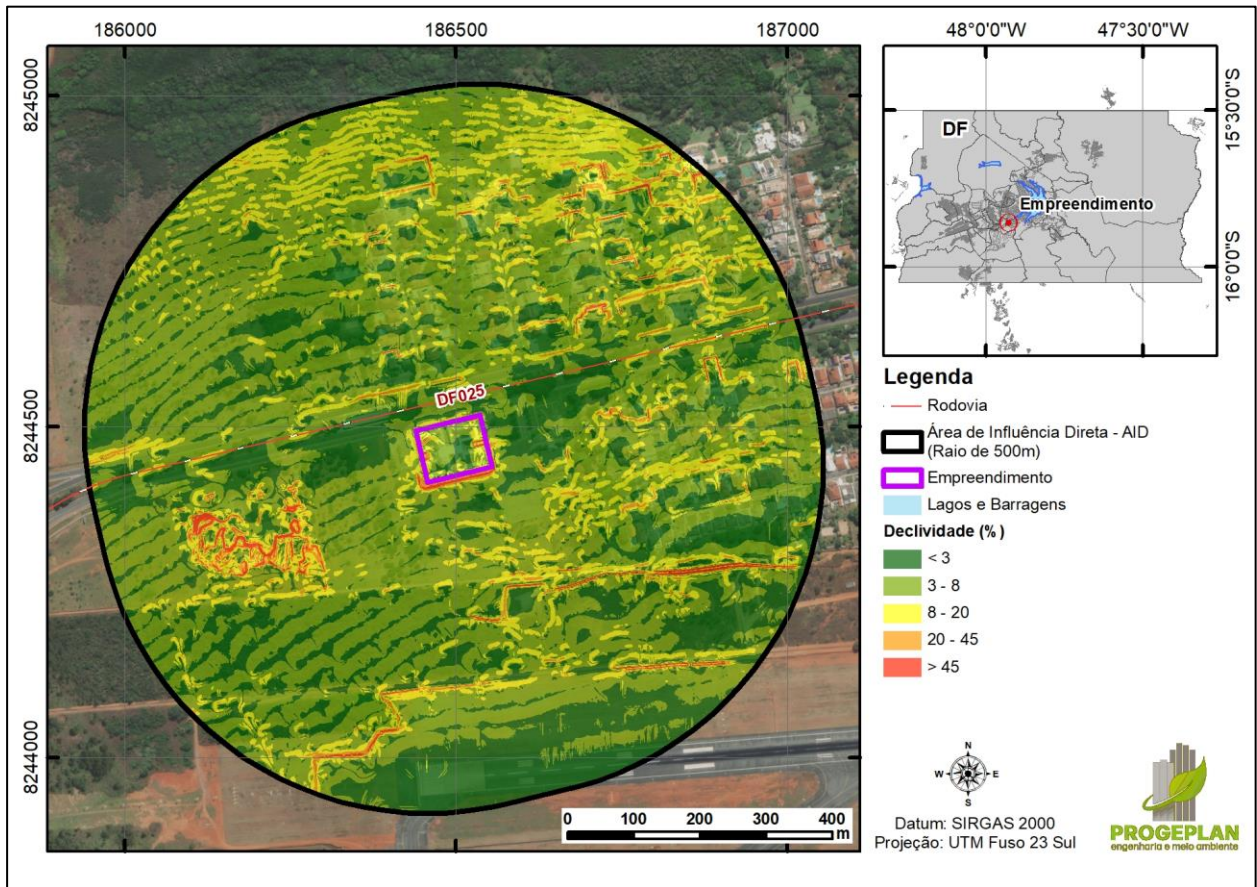 186000
186500
187000
8245000
8244500
8244000
DF025
0
100
200
300
400
m
48°0'0"W
47°30'0"W
15°30'0"S
16°0'0"S
DF
Empreendimento
Legenda
Rodovia
Área de Influência Direta - AID
(Raio de 500m)
Empreendimento
Lagos e Barragens
Declividade (%)
< 3
3 - 8
8 - 20
20 - 45
> 45
N
W
E
S
Datum: SIRGAS 2000
Projeção: UTM Fuso 23 Sul
PROGEPLAN
engenharia e meio ambiente